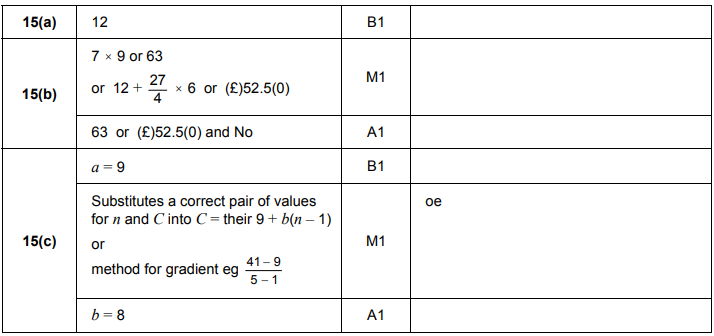 15(a) 12 B1
15(b)
7 × 9 or 63
or 12 + 27/4 × 6 or (£)52.5(0)
M1
63 or (£)52.5(0) and No A1
15(c)
a = 9 B1
Substitutes a correct pair of values
for n and C into C = their 9 + b(n – 1)
or
method for gradient eg 41 – 9 / 5 – 1
M1
oe
b = 8 A1